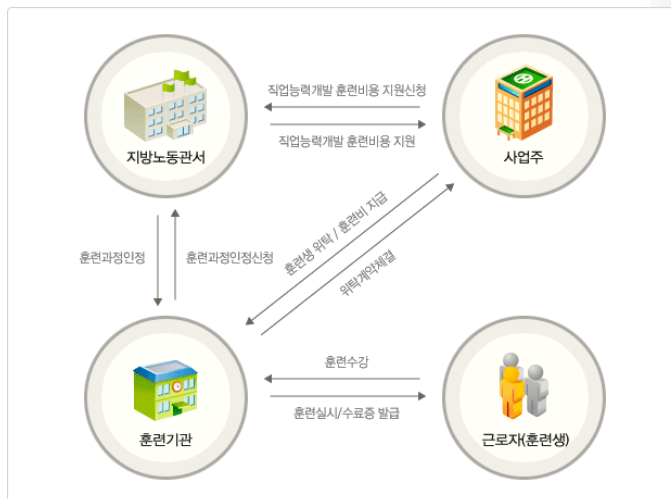 직업능력개발 훈련비용 지원신청
직업능력개발 훈련비용 지원
지방노동관서
사업주
훈련생 위탁 / 훈련비 지급
위탁계약체결
훈련과정인정
훈련과정인정신청
훈련수강
훈련실시/수료증 발급
훈련기관
근로자(훈련생)